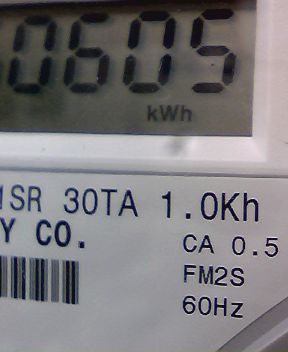 0605
kWh
SR 30TA 1.0Kh
Y CO.
CA 0.5
FM2S
60Hz